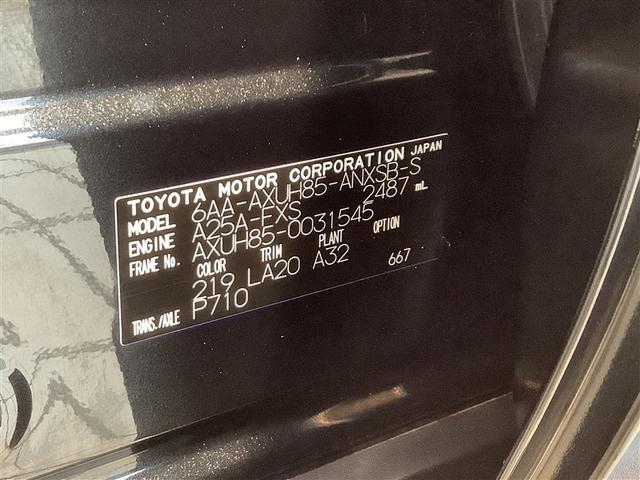 TOYOTA MOTOR CORPORATION JAPAN
MODEL 6AA-AXUH85-ANXSB-S
ENGINE A25A-FXS 2487 mL
FRAME No. AXUH85-0031545
COLOR TRIM PLANT OPTION
219 LA20 A32 667
TRANS./AXLE P710